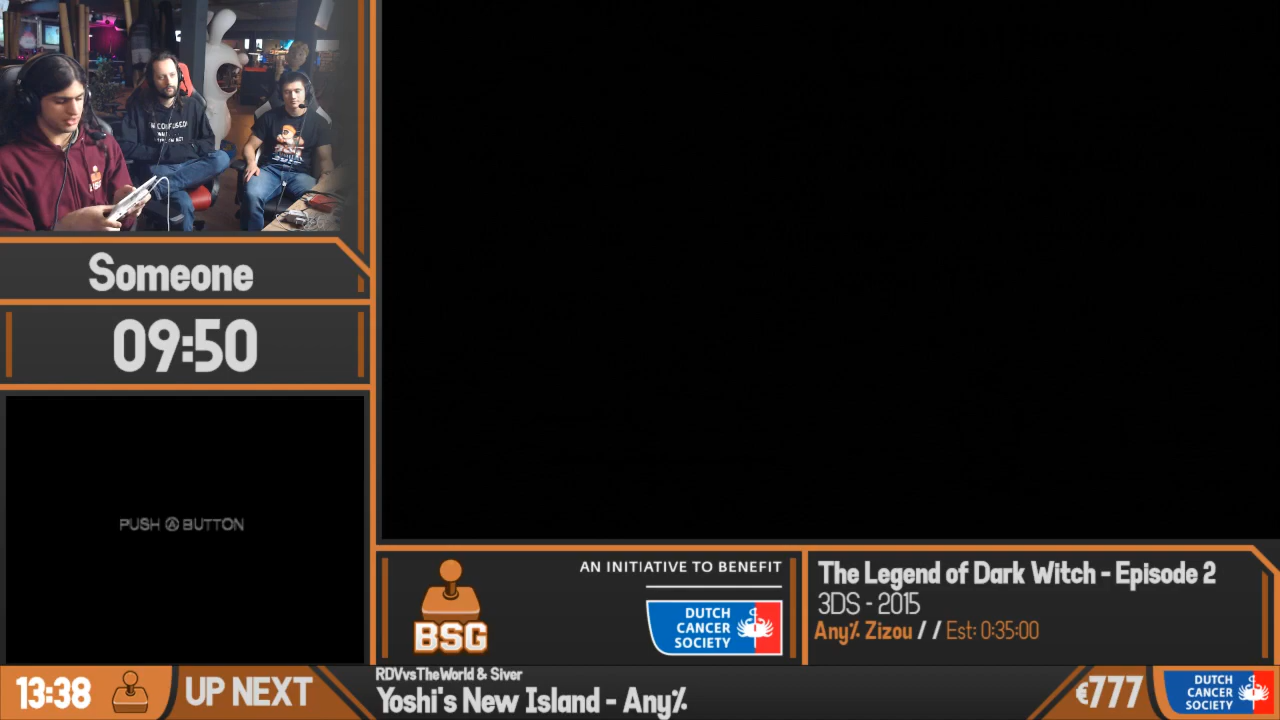 Someone
09:50
PUSH A BUTTON
BSG
AN INITIATIVE TO BENEFIT
DUTCH
CANCER
SOCIETY
The Legend of Dark Witch - Episode 2
3DS - 2015
Any% Zizou // Est: 0:35:00
13:38
UP NEXT
RDVvsTheWorld & Siver
Yoshi's New Island - Any%
€777
DUTCH
CANCER
SOCIETY